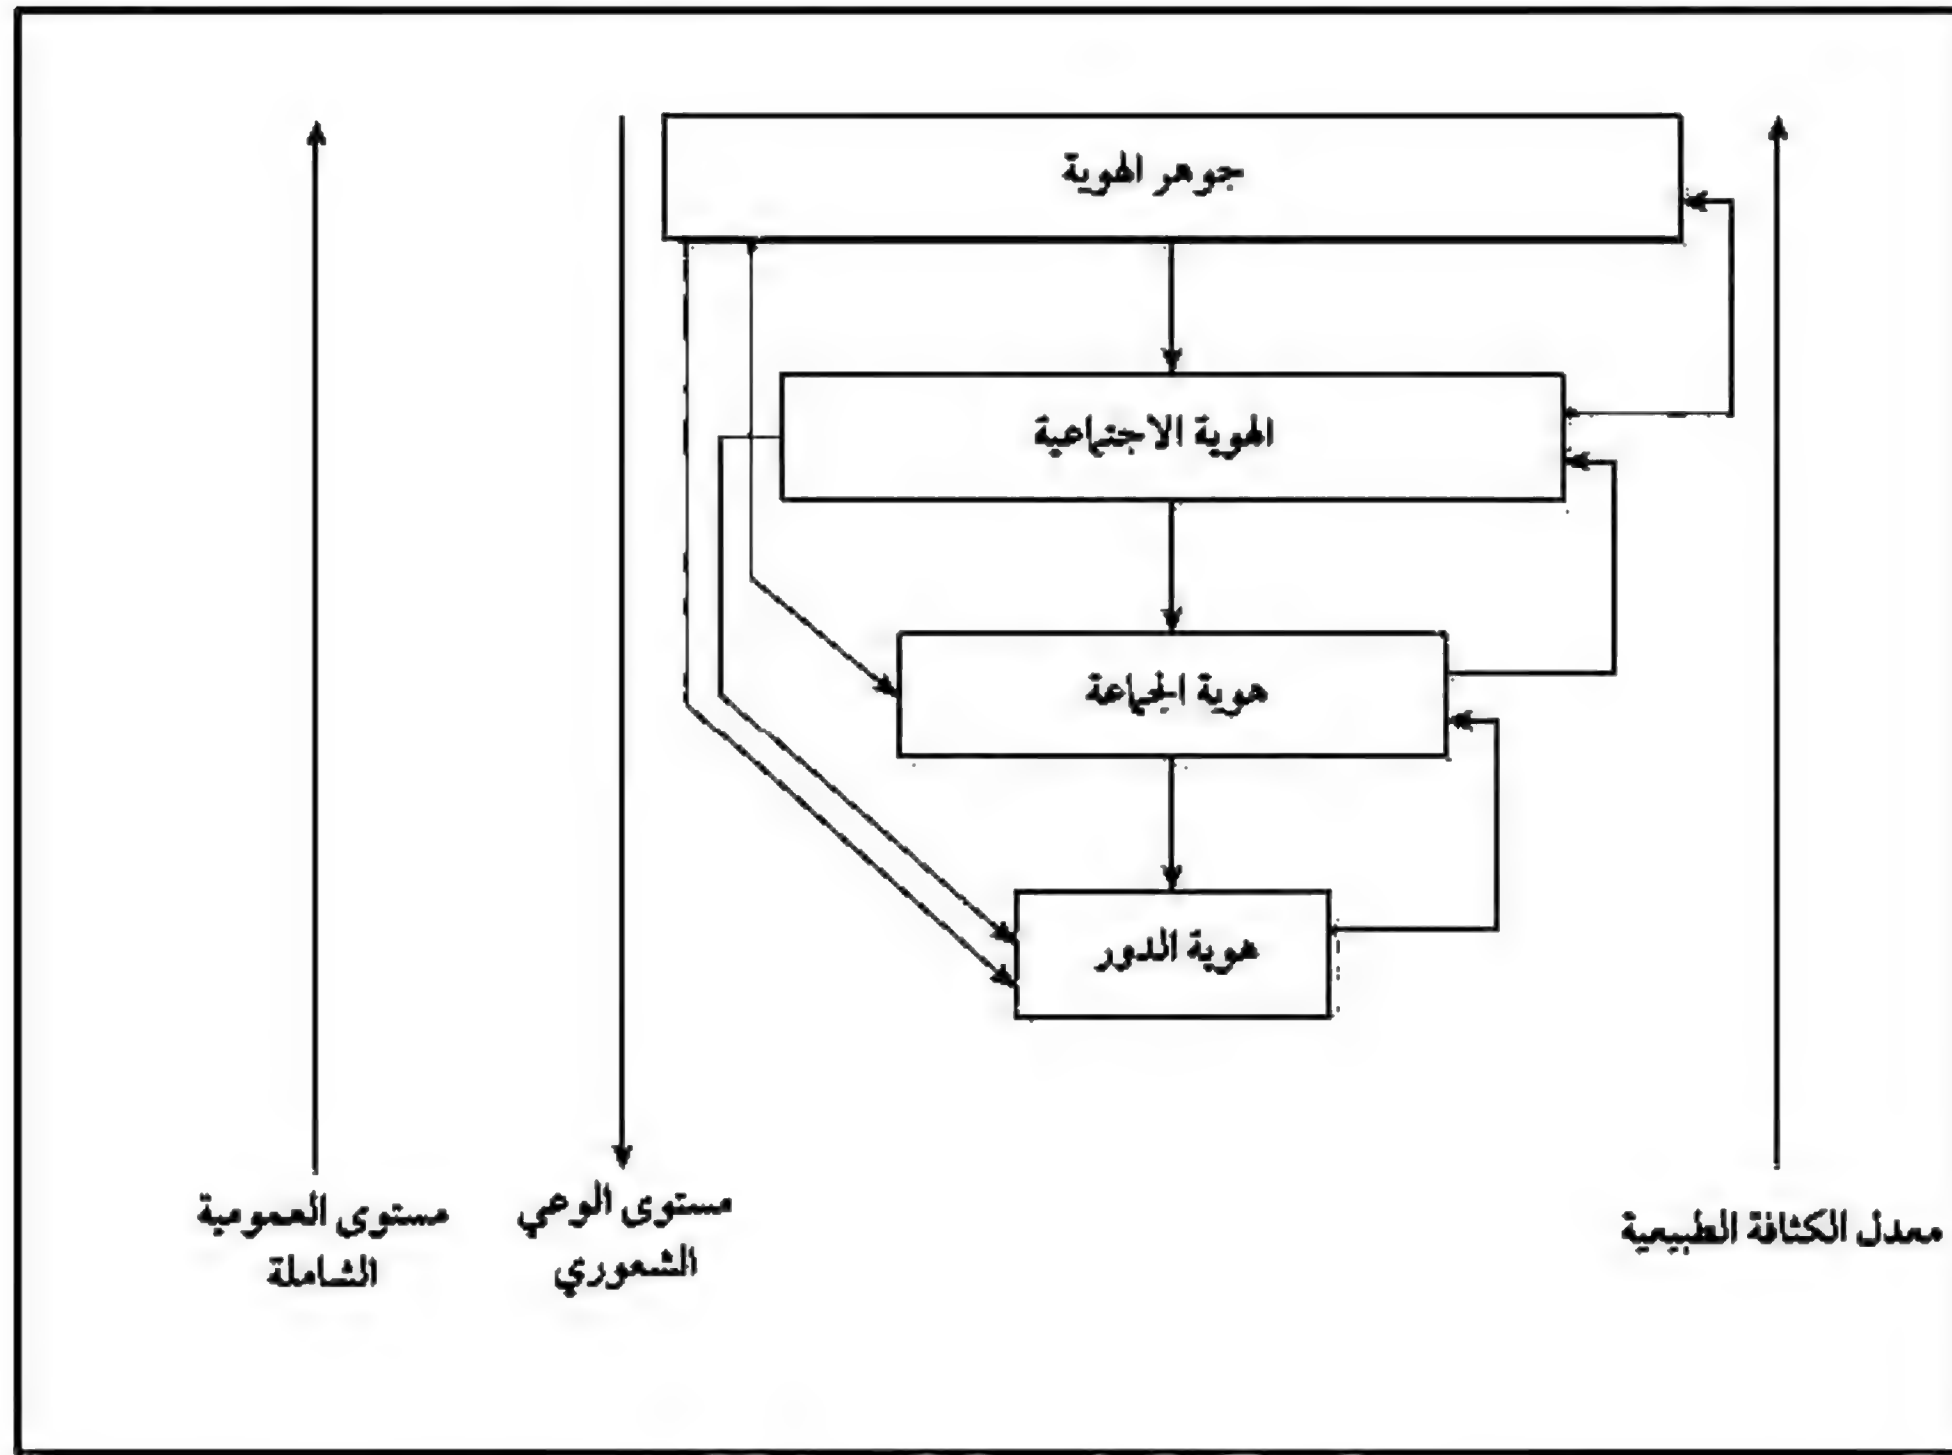 جوهر الهوية
الهوية الاجتماعية
هوية الجماعة
هوية الدور
معدل الكثافة الطبيعية
مستوى الوعي
الشعوري
مستوى العمومية
الشاملة